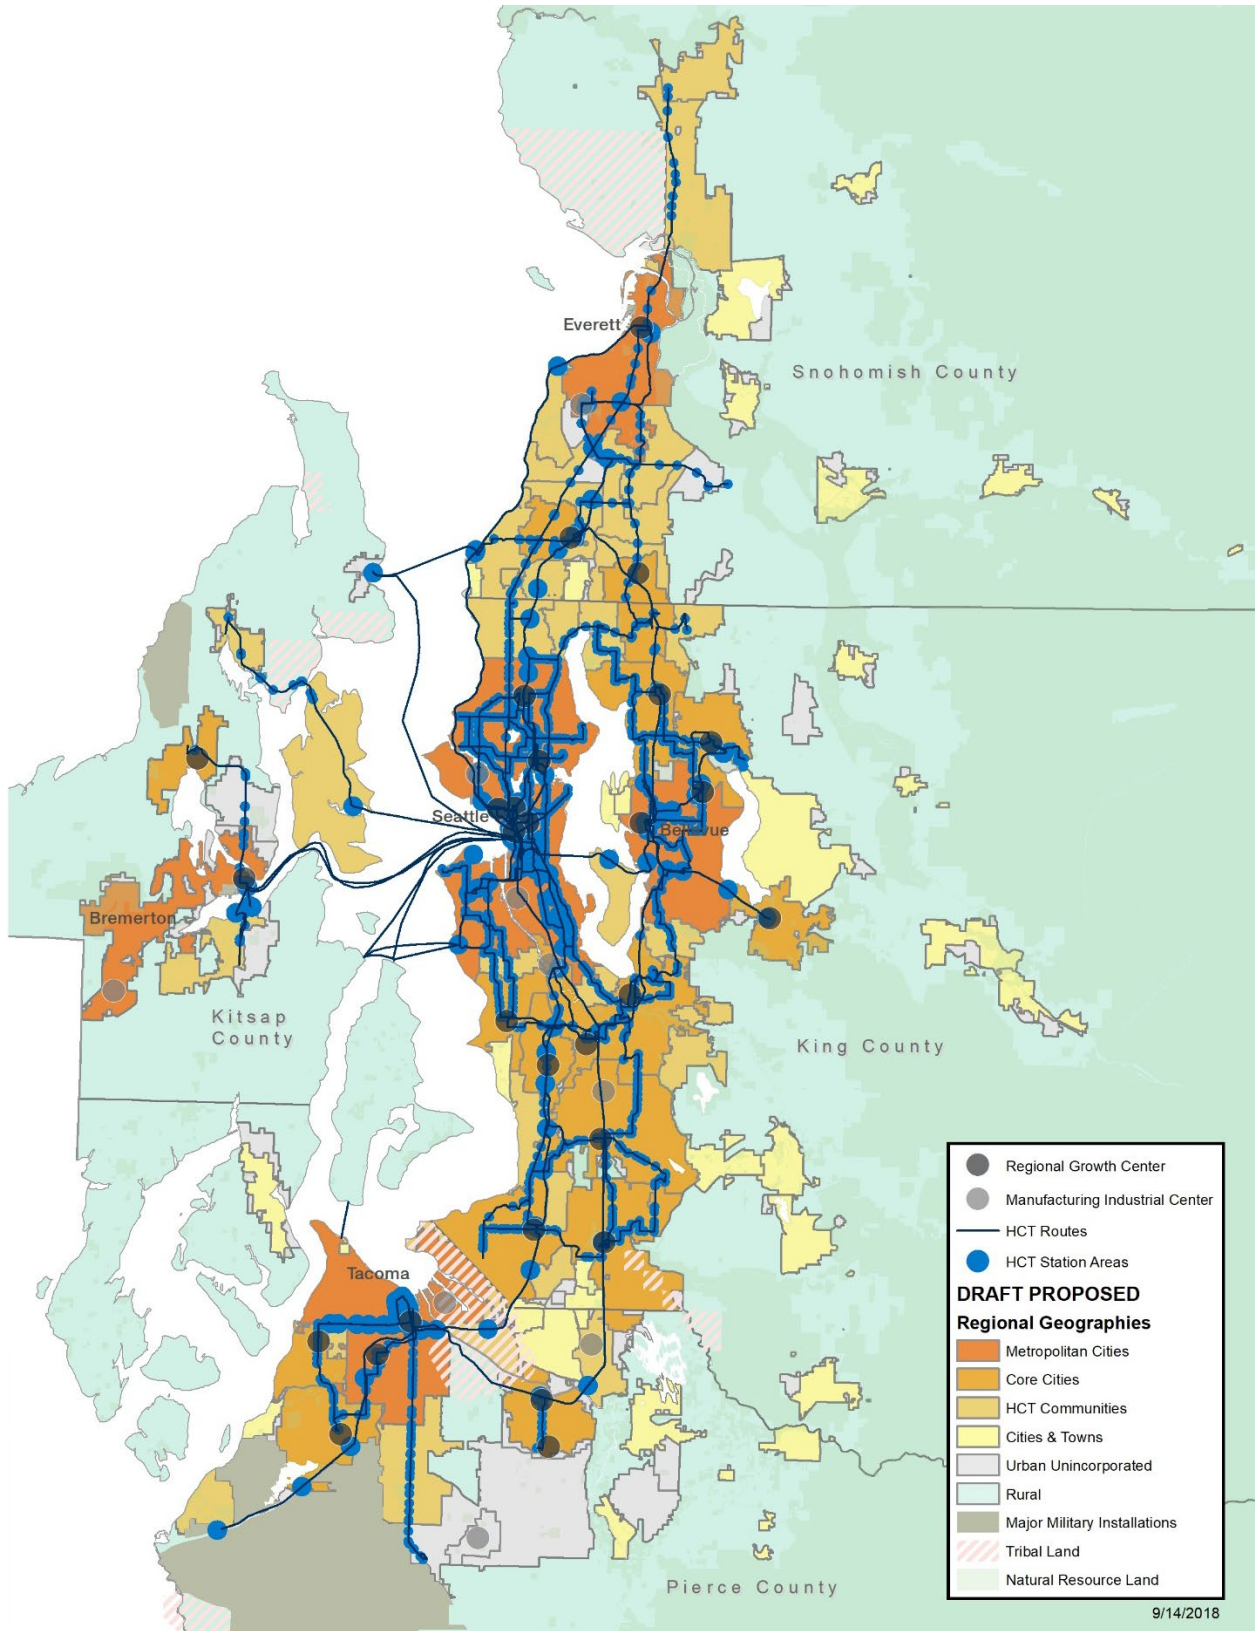 Everett
Snohomish County
Seattle
Bellevue
Bremerton
Kitsap
County
King County
Tacoma
Pierce County
Regional Growth Center
Manufacturing Industrial Center
HCT Routes
HCT Station Areas
DRAFT PROPOSED
Regional Geographies
Metropolitan Cities
Core Cities
HCT Communities
Cities & Towns
Urban Unincorporated
Rural
Major Military Installations
Tribal Land
Natural Resource Land
9/14/2018